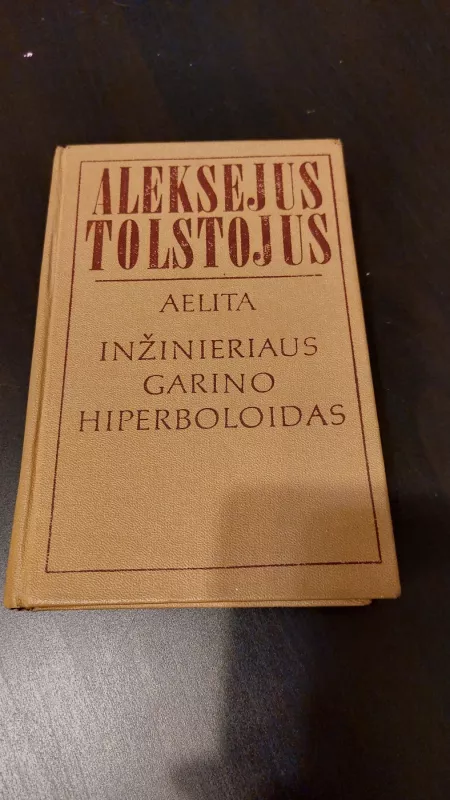 ALEKSEJUS
TOLSTOJUS
AELITA
INŽINIERIAUS
GARINO
HIPERBOLOIDAS